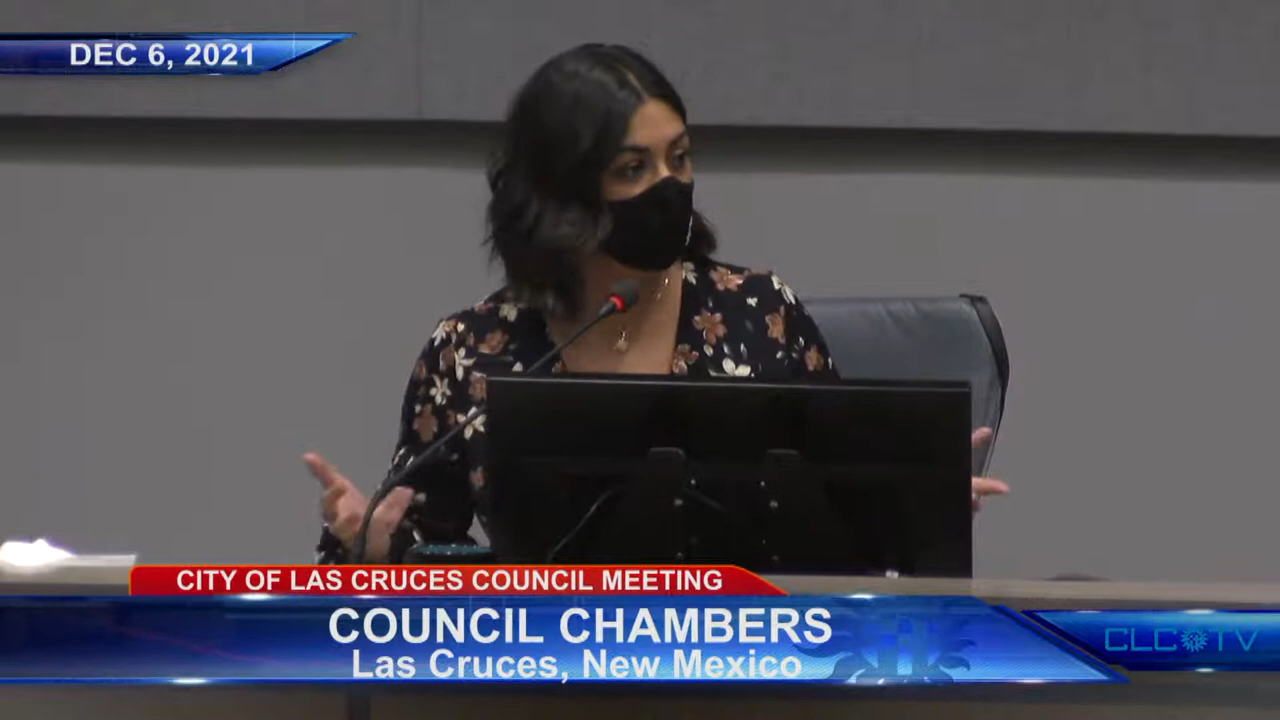 DEC 6, 2021
CITY OF LAS CRUCES COUNCIL MEETING
COUNCIL CHAMBERS
Las Cruces, New Mexico
CLC TV